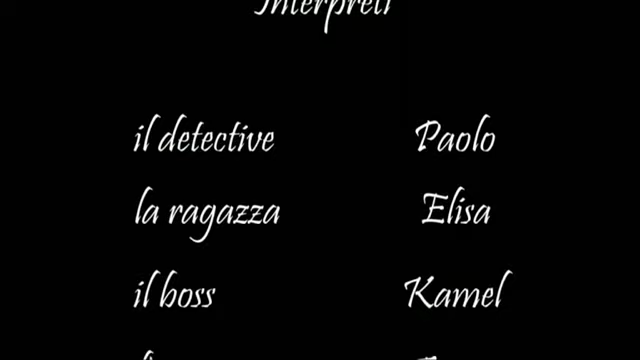 Interpreti
il detective Paolo
la ragazza Elisa
il boss Kamel